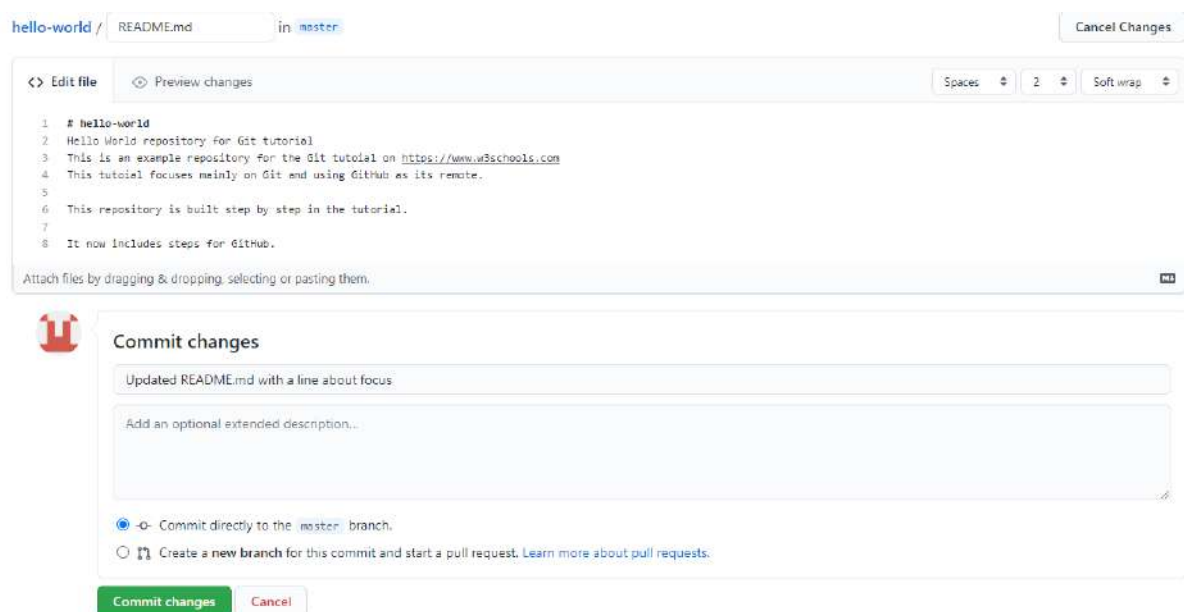 hello-world / README.md in master Cancel Changes
<> Edit file Preview changes Spaces 2 Soft wrap
1 # hello-world
2 Hello World repository for Git tutorial
3 This is an example repository for the Git tutoial on https://www.w3schools.com
4 This tutoial focuses mainly on Git and using GitHub as its remote.
5
6 This repository is built step by step in the tutorial.
7
8 It now includes steps for GitHub.
Attach files by dragging & dropping, selecting or pasting them.
Commit changes
Updated README.md with a line about focus
Add an optional extended description...
Commit directly to the master branch.
Create a new branch for this commit and start a pull request. Learn more about pull requests.
Commit changes Cancel